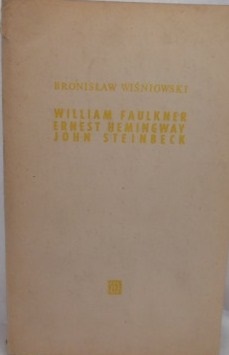 BRONISŁAW WIŚNIOWSKI
WILLIAM FAULKNER
ERNEST HEMINGWAY
JOHN STEINBECK